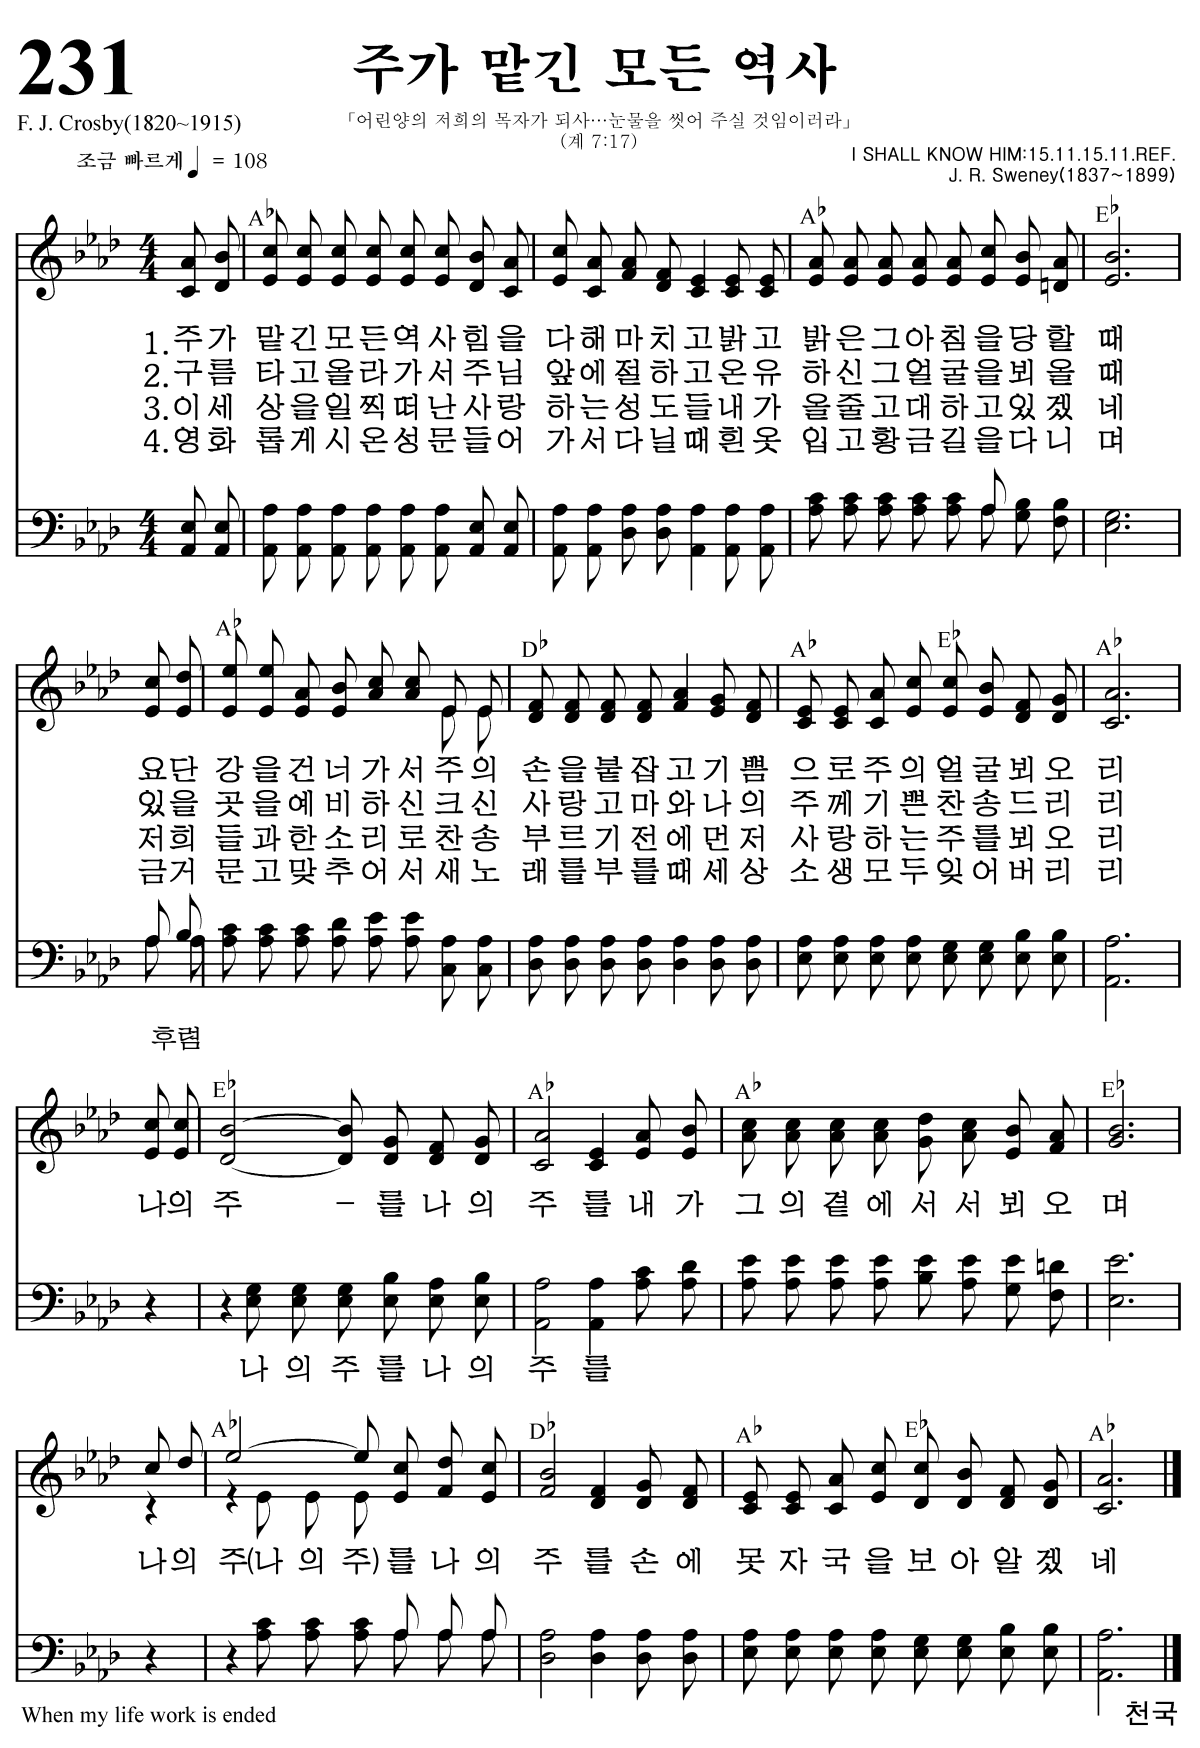 231
주가 맡긴 모든 역사
F. J. Crosby(1820~1915)
「어린양의 저희의 목자가 되사…눈물을 씻어 주실 것임이러라」
(계 7:17)
조금 빠르게♩ = 108
I SHALL KNOW HIM:15.11.15.11.REF.
J. R. Sweney(1837~1899)
A♭ A♭ E♭
4/4
1.주가 맡긴모든역사힘을 다해마치고밝고 밝은그아침을당할 때
2.구름 타고올라가서주님 앞에절하고온유 하신그얼굴을뵈올 때
3.이세 상을일찍떠난사랑 하는성도들내가 올줄고대하고있겠 네
4.영화 롭게시온성문들어 가서다닐때흰옷 입고황금길을다니 며
4/4
A♭ D♭ A♭ E♭ A♭
요단 강을건너가서주의 손을붙잡고기쁨 으로주의얼굴뵈오 리
있을 곳을예비하신크신 사랑고마와나의 주께기쁜찬송드리 리
저희 들과한소리로찬송 부르기전에먼저 사랑하는주를뵈오 리
금거 문고맞추어서새노 래를부를때세상 소생모두잊어버리 리
후렴
E♭ A♭ A♭ E♭
나의 주 – 를나의 주를내가 그의곁에서서뵈오 며
나의주를나의 주를
A♭ D♭ A♭ E♭ A♭
나의 주(나의주)를나의 주를손에 못자국을보아알겠 네
When my life work is ended
천국